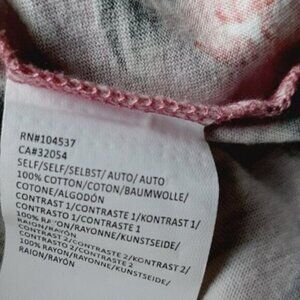 RN#104537
CA#32054
SELF/SELF/SELBST/ AUTO/ AUTO
100% COTTON/COTON/BAUMWOLLE/
COTONE/ALGODÓN
CONTRAST 1/CONTRASTE 1/KONTRAST 1/
CONTRASTO 1/CONTRASTE 1
100% RAYON/RAYONNE/KUNSTSEIDE/
RAION/RAYÓN
CONTRAST 2/CONTRASTE 2/KONTRAST 2/
CONTRASTO 2/CONTRASTE 2
100% RAYON/RAYONNE/KUNSTSEIDE/
RAION/RAYÓN